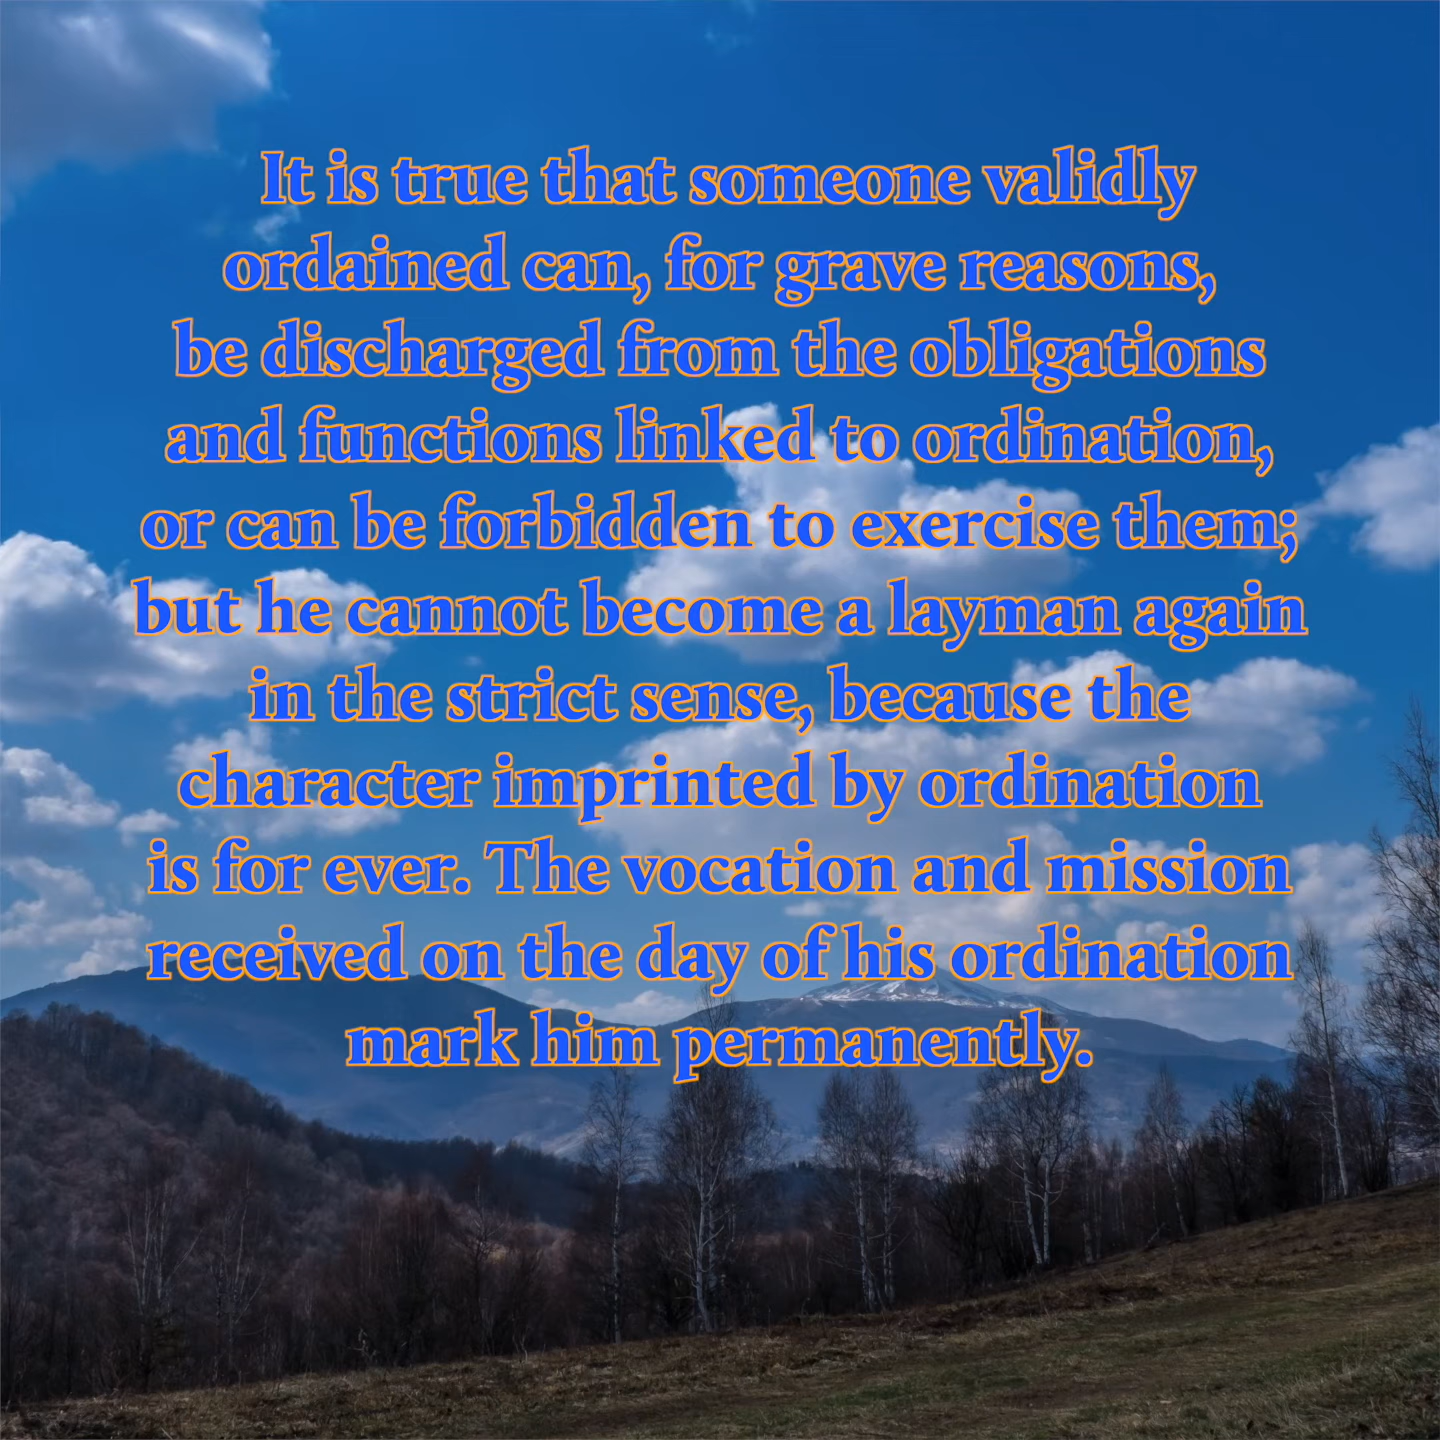 It is true that someone validly
ordained can, for grave reasons,
be discharged from the obligations
and functions linked to ordination,
or can be forbidden to exercise them;
but he cannot become a layman again
in the strict sense, because the
character imprinted by ordination
is for ever. The vocation and mission
received on the day of his ordination
mark him permanently.